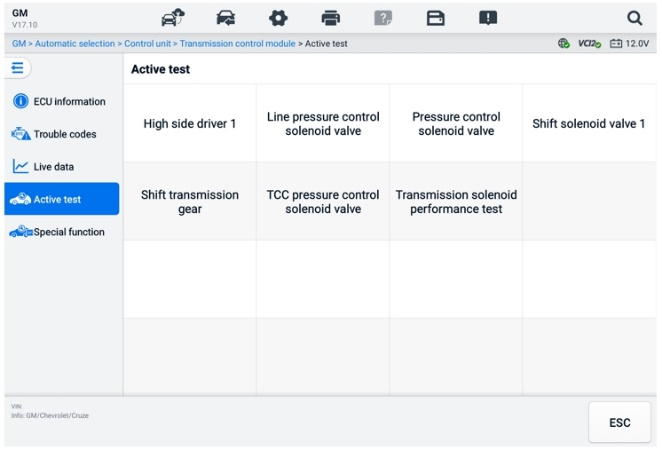 GM
V17.10
GM > Automatic selection > Control unit > Transmission control module > Active test
VCI2
12.0V
Active test
ECU information
Trouble codes
Live data
Active test
Special function
High side driver 1
Line pressure control
solenoid valve
Pressure control
solenoid valve
Shift solenoid valve 1
Shift transmission
gear
TCC pressure control
solenoid valve
Transmission solenoid
performance test
VIN:
Info: GM/Chevrolet/Cruze
ESC